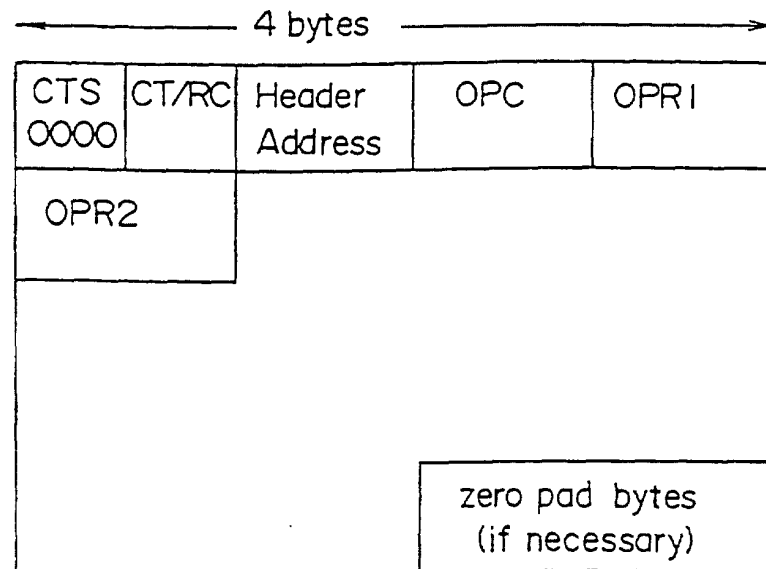 4 bytes
CTS
0000
CT/RC
Header
Address
OPC
OPR1
OPR2
zero pad bytes
(if necessary)